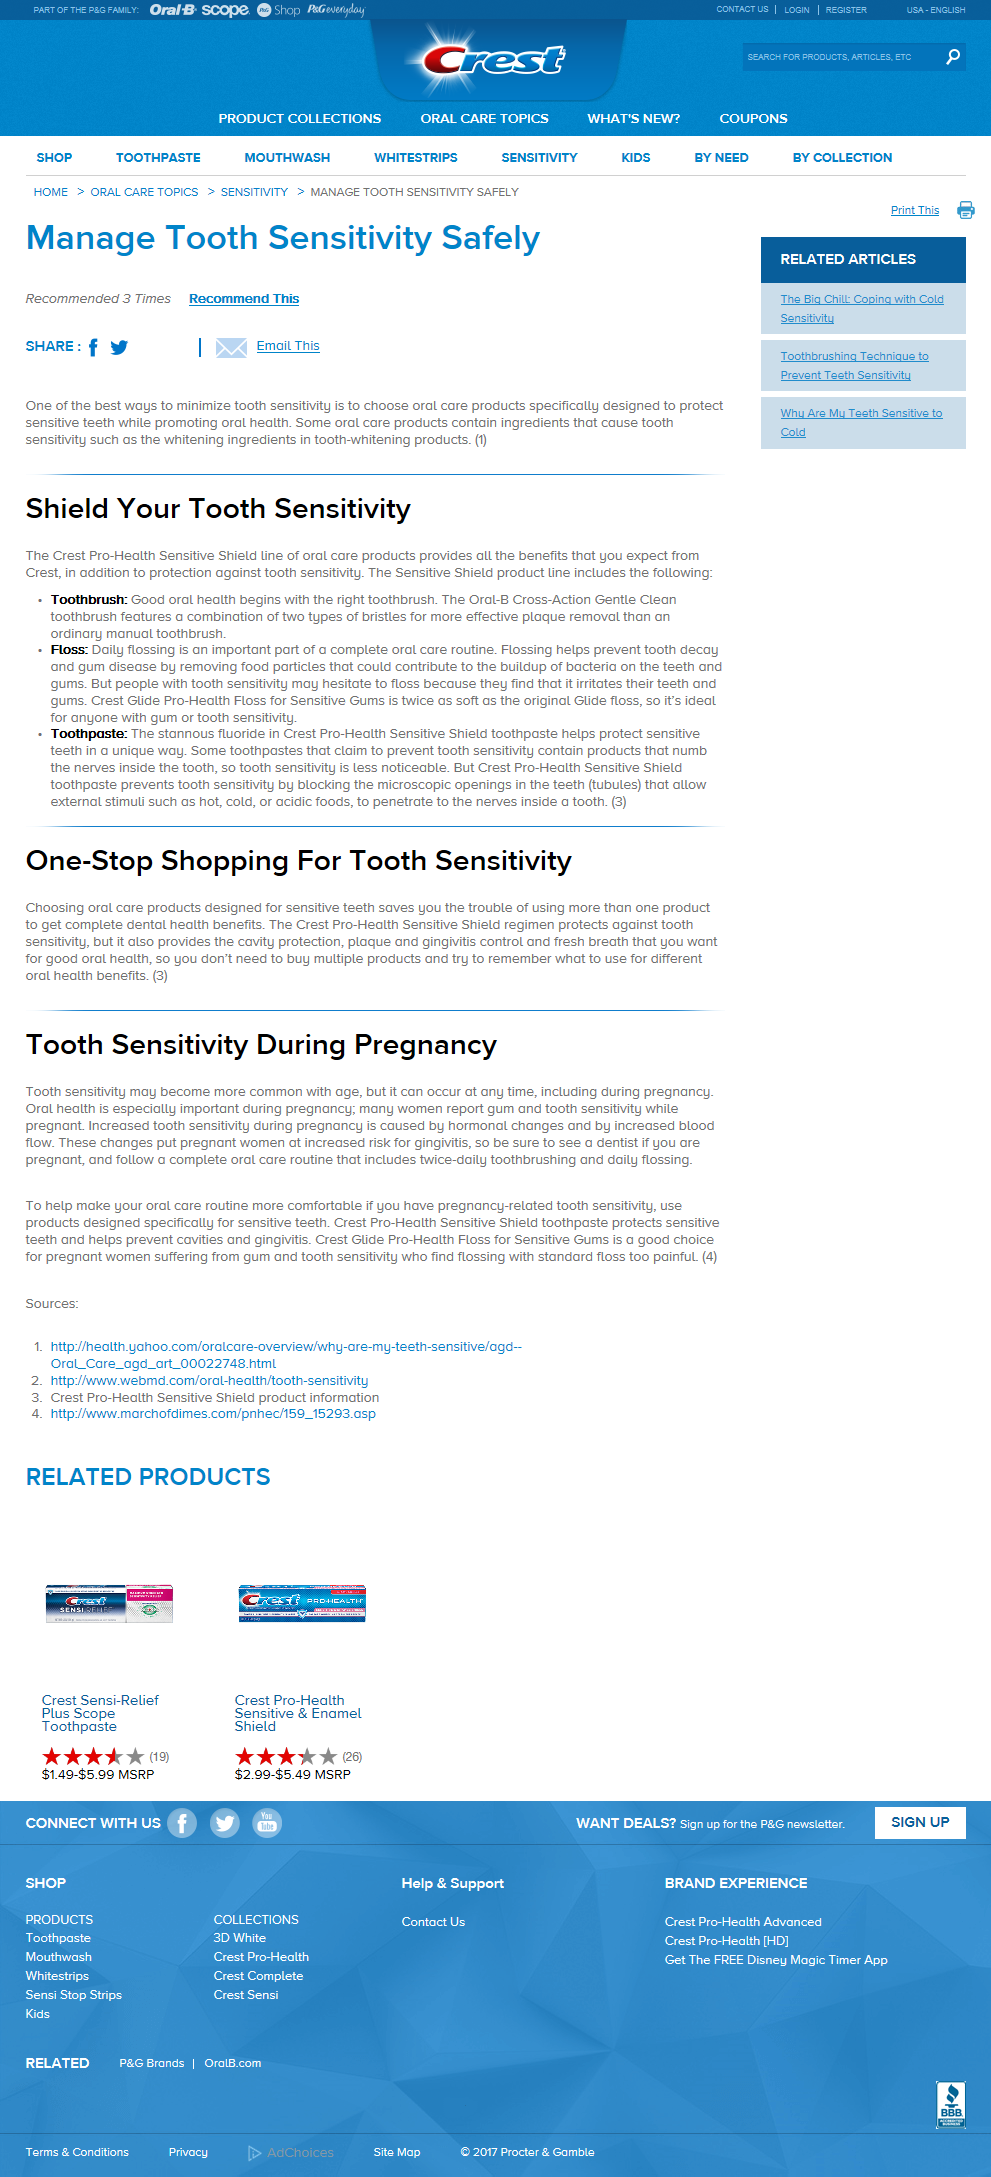 PART OF THE P&G FAMILY: Oral-B scope. P&G Shop P&G everyday
CONTACT US | LOGIN | REGISTER USA - ENGLISH
Crest
SEARCH FOR PRODUCTS, ARTICLES, ETC
PRODUCT COLLECTIONS ORAL CARE TOPICS WHAT'S NEW? COUPONS
SHOP TOOTHPASTE MOUTHWASH WHITESTRIPS SENSITIVITY KIDS BY NEED BY COLLECTION
HOME > ORAL CARE TOPICS > SENSITIVITY > MANAGE TOOTH SENSITIVITY SAFELY
Print This
Manage Tooth Sensitivity Safely
Recommended 3 Times Recommend This
SHARE : | Email This
RELATED ARTICLES
The Big Chill: Coping with Cold
Sensitivity
Toothbrushing Technique to
Prevent Teeth Sensitivity
Why Are My Teeth Sensitive to
Cold
One of the best ways to minimize tooth sensitivity is to choose oral care products specifically designed to protect
sensitive teeth while promoting oral health. Some oral care products contain ingredients that cause tooth
sensitivity such as the whitening ingredients in tooth-whitening products. (1)
Shield Your Tooth Sensitivity
The Crest Pro-Health Sensitive Shield line of oral care products provides all the benefits that you expect from
Crest, in addition to protection against tooth sensitivity. The Sensitive Shield product line includes the following:
• Toothbrush: Good oral health begins with the right toothbrush. The Oral-B Cross-Action Gentle Clean
toothbrush features a combination of two types of bristles for more effective plaque removal than an
ordinary manual toothbrush.
• Floss: Daily flossing is an important part of a complete oral care routine. Flossing helps prevent tooth decay
and gum disease by removing food particles that could contribute to the buildup of bacteria on the teeth and
gums. But people with tooth sensitivity may hesitate to floss because they find that it irritates their teeth and
gums. Crest Glide Pro-Health Floss for Sensitive Gums is twice as soft as the original Glide floss, so it's ideal
for anyone with gum or tooth sensitivity.
• Toothpaste: The stannous fluoride in Crest Pro-Health Sensitive Shield toothpaste helps protect sensitive
teeth in a unique way. Some toothpastes that claim to prevent tooth sensitivity contain products that numb
the nerves inside the tooth, so tooth sensitivity is less noticeable. But Crest Pro-Health Sensitive Shield
toothpaste prevents tooth sensitivity by blocking the microscopic openings in the teeth (tubules) that allow
external stimuli such as hot, cold, or acidic foods, to penetrate to the nerves inside a tooth. (3)
One-Stop Shopping For Tooth Sensitivity
Choosing oral care products designed for sensitive teeth saves you the trouble of using more than one product
to get complete dental health benefits. The Crest Pro-Health Sensitive Shield regimen protects against tooth
sensitivity, but it also provides the cavity protection, plaque and gingivitis control and fresh breath that you want
for good oral health, so you don't need to buy multiple products and try to remember what to use for different
oral health benefits. (3)
Tooth Sensitivity During Pregnancy
Tooth sensitivity may become more common with age, but it can occur at any time, including during pregnancy.
Oral health is especially important during pregnancy; many women report gum and tooth sensitivity while
pregnant. Increased tooth sensitivity during pregnancy is caused by hormonal changes and by increased blood
flow. These changes put pregnant women at increased risk for gingivitis, so be sure to see a dentist if you are
pregnant, and follow a complete oral care routine that includes twice-daily toothbrushing and daily flossing.
To help make your oral care routine more comfortable if you have pregnancy-related tooth sensitivity, use
products designed specifically for sensitive teeth. Crest Pro-Health Sensitive Shield toothpaste protects sensitive
teeth and helps prevent cavities and gingivitis. Crest Glide Pro-Health Floss for Sensitive Gums is a good choice
for pregnant women suffering from gum and tooth sensitivity who find flossing with standard floss too painful. (4)
Sources:
1. http://health.yahoo.com/oralcare-overview/why-are-my-teeth-sensitive/agd--
Oral_Care_agd_art_00022748.html
2. http://www.webmd.com/oral-health/tooth-sensitivity
3. Crest Pro-Health Sensitive Shield product information
4. http://www.marchofdimes.com/pnhec/159_15293.asp
RELATED PRODUCTS
Crest SENSI-RELIEF
Crest PRO-HEALTH
Crest Sensi-Relief
Plus Scope
Toothpaste
(19)
$1.49-$5.99 MSRP
Crest Pro-Health
Sensitive & Enamel
Shield
(26)
$2.99-$5.49 MSRP
CONNECT WITH US You Tube
WANT DEALS? Sign up for the P&G newsletter. SIGN UP
SHOP
PRODUCTS
Toothpaste
Mouthwash
Whitestrips
Sensi Stop Strips
Kids
COLLECTIONS
3D White
Crest Pro-Health
Crest Complete
Crest Sensi
Help & Support
Contact Us
BRAND EXPERIENCE
Crest Pro-Health Advanced
Crest Pro-Health [HD]
Get The FREE Disney Magic Timer App
RELATED P&G Brands | OralB.com
BBB
ACCREDITED
BUSINESS
Terms & Conditions Privacy AdChoices Site Map © 2017 Procter & Gamble